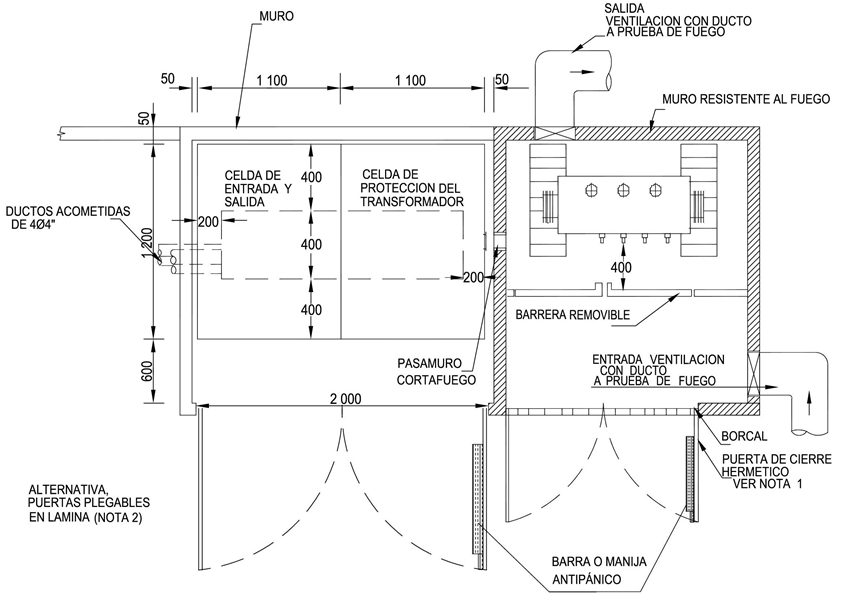 SALIDA
VENTILACION CON DUCTO
A PRUEBA DE FUEGO
MURO
50
1 100
1 100
50
MURO RESISTENTE AL FUEGO
50
CELDA DE
ENTRADA Y
SALIDA
400
CELDA DE
PROTECCION DEL
TRANSFORMADOR
DUCTOS ACOMETIDAS
DE 4Ø4"
200
1 200
400
200
400
400
BARRERA REMOVIBLE
PASAMURO
CORTAFUEGO
600
ENTRADA VENTILACION
CON DUCTO
A PRUEBA DE FUEGO
2 000
BORCAL
PUERTA DE CIERRE
HERMETICO
VER NOTA 1
ALTERNATIVA,
PUERTAS PLEGABLES
EN LAMINA (NOTA 2)
BARRA O MANIJA
ANTIPÁNICO